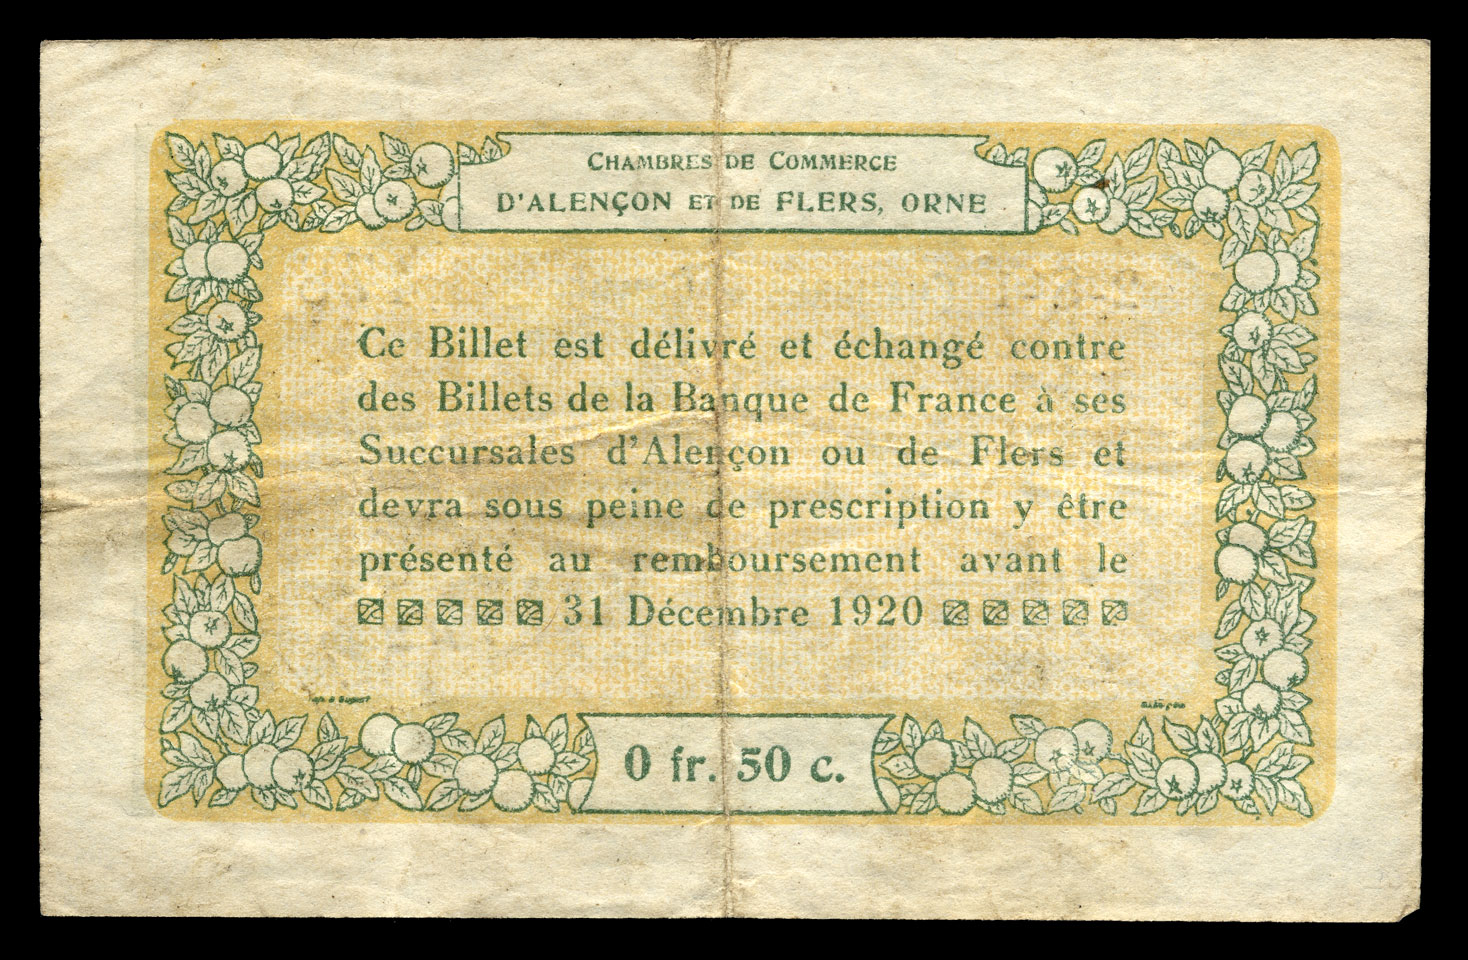 Chambres de Commerce
d'Alençon et de Flers, Orne
Ce Billet est délivré et échangé contre
des Billets de la Banque de France à ses
Succursales d'Alençon ou de Flers et
devra sous peine de prescription y être
présenté au remboursement avant le
31 Décembre 1920
0 fr. 50 c.